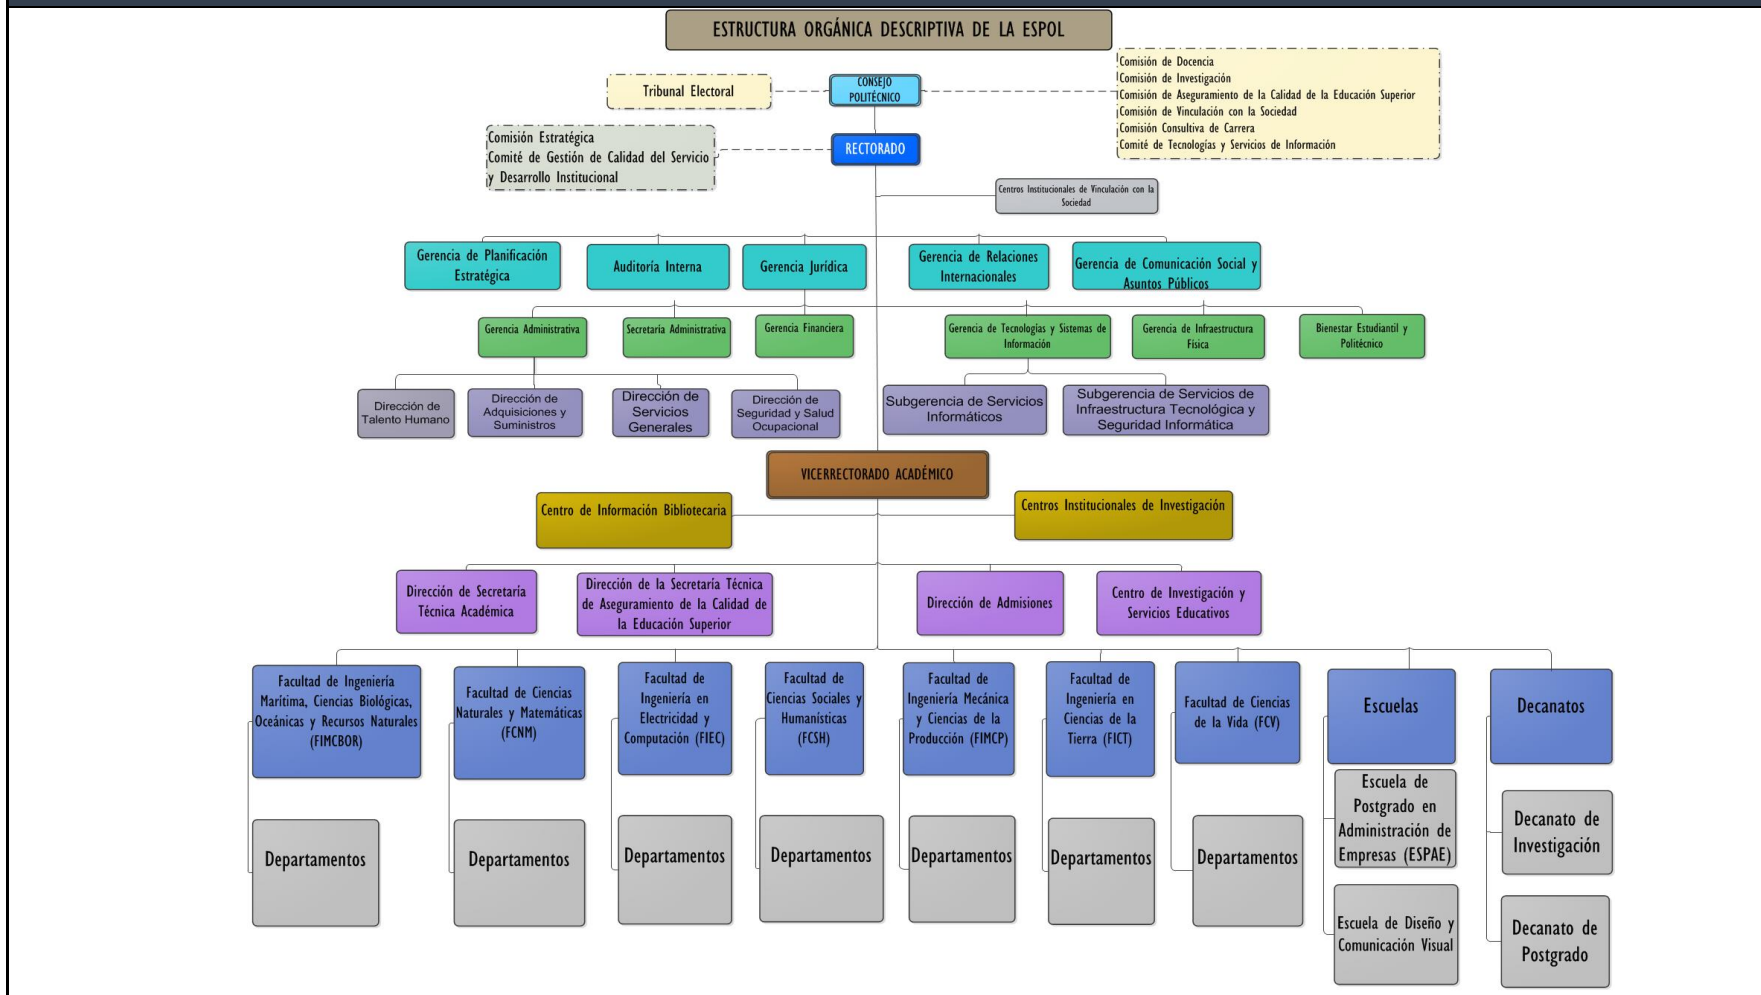 ESTRUCTURA ORGÁNICA DESCRIPTIVA DE LA ESPOL
Tribunal Electoral
CONSEJO
POLITÉCNICO
Comisión de Docencia
Comisión de Investigación
Comisión de Aseguramiento de la Calidad de la Educación Superior
Comisión de Vinculación con la Sociedad
Comisión Consultiva de Carrera
Comité de Tecnologías y Servicios de Información
Comisión Estratégica
Comité de Gestión de Calidad del Servicio
y Desarrollo Institucional
RECTORADO
Centros Institucionales de Vinculación con la
Sociedad
Gerencia de Planificación
Estratégica
Auditoría Interna
Gerencia Jurídica
Gerencia de Relaciones
Internacionales
Gerencia de Comunicación Social y
Asuntos Públicos
Gerencia Administrativa
Secretaría Administrativa
Gerencia Financiera
Gerencia de Tecnologías y Sistemas de
Información
Gerencia de Infraestructura
Física
Bienestar Estudiantil y
Politécnico
Dirección de
Talento Humano
Dirección de
Adquisiciones y
Suministros
Dirección de
Servicios
Generales
Dirección de
Seguridad y Salud
Ocupacional
Subgerencia de Servicios
Informáticos
Subgerencia de Servicios de
Infraestructura Tecnológica y
Seguridad Informática
VICERRECTORADO ACADÉMICO
Centro de Información Bibliotecaria
Centros Institucionales de Investigación
Dirección de Secretaría
Técnica Académica
Dirección de la Secretaría Técnica
de Aseguramiento de la Calidad de
la Educación Superior
Dirección de Admisiones
Centro de Investigación y
Servicios Educativos
Facultad de Ingeniería
Marítima, Ciencias Biológicas,
Oceánicas y Recursos Naturales
(FIMCBOR)
Facultad de Ciencias
Naturales y Matemáticas
(FCNM)
Facultad de
Ingeniería en
Electricidad y
Computación (FIEC)
Facultad de
Ciencias Sociales y
Humanísticas
(FCSH)
Facultad de
Ingeniería Mecánica
y Ciencias de la
Producción (FIMCP)
Facultad de
Ingeniería en
Ciencias de la
Tierra (FICT)
Facultad de Ciencias
de la Vida (FCV)
Escuelas
Decanatos
Departamentos
Departamentos
Departamentos
Departamentos
Departamentos
Departamentos
Departamentos
Escuela de
Postgrado en
Administración de
Empresas (ESPAE)
Decanato de
Investigación
Escuela de Diseño y
Comunicación Visual
Decanato de
Postgrado